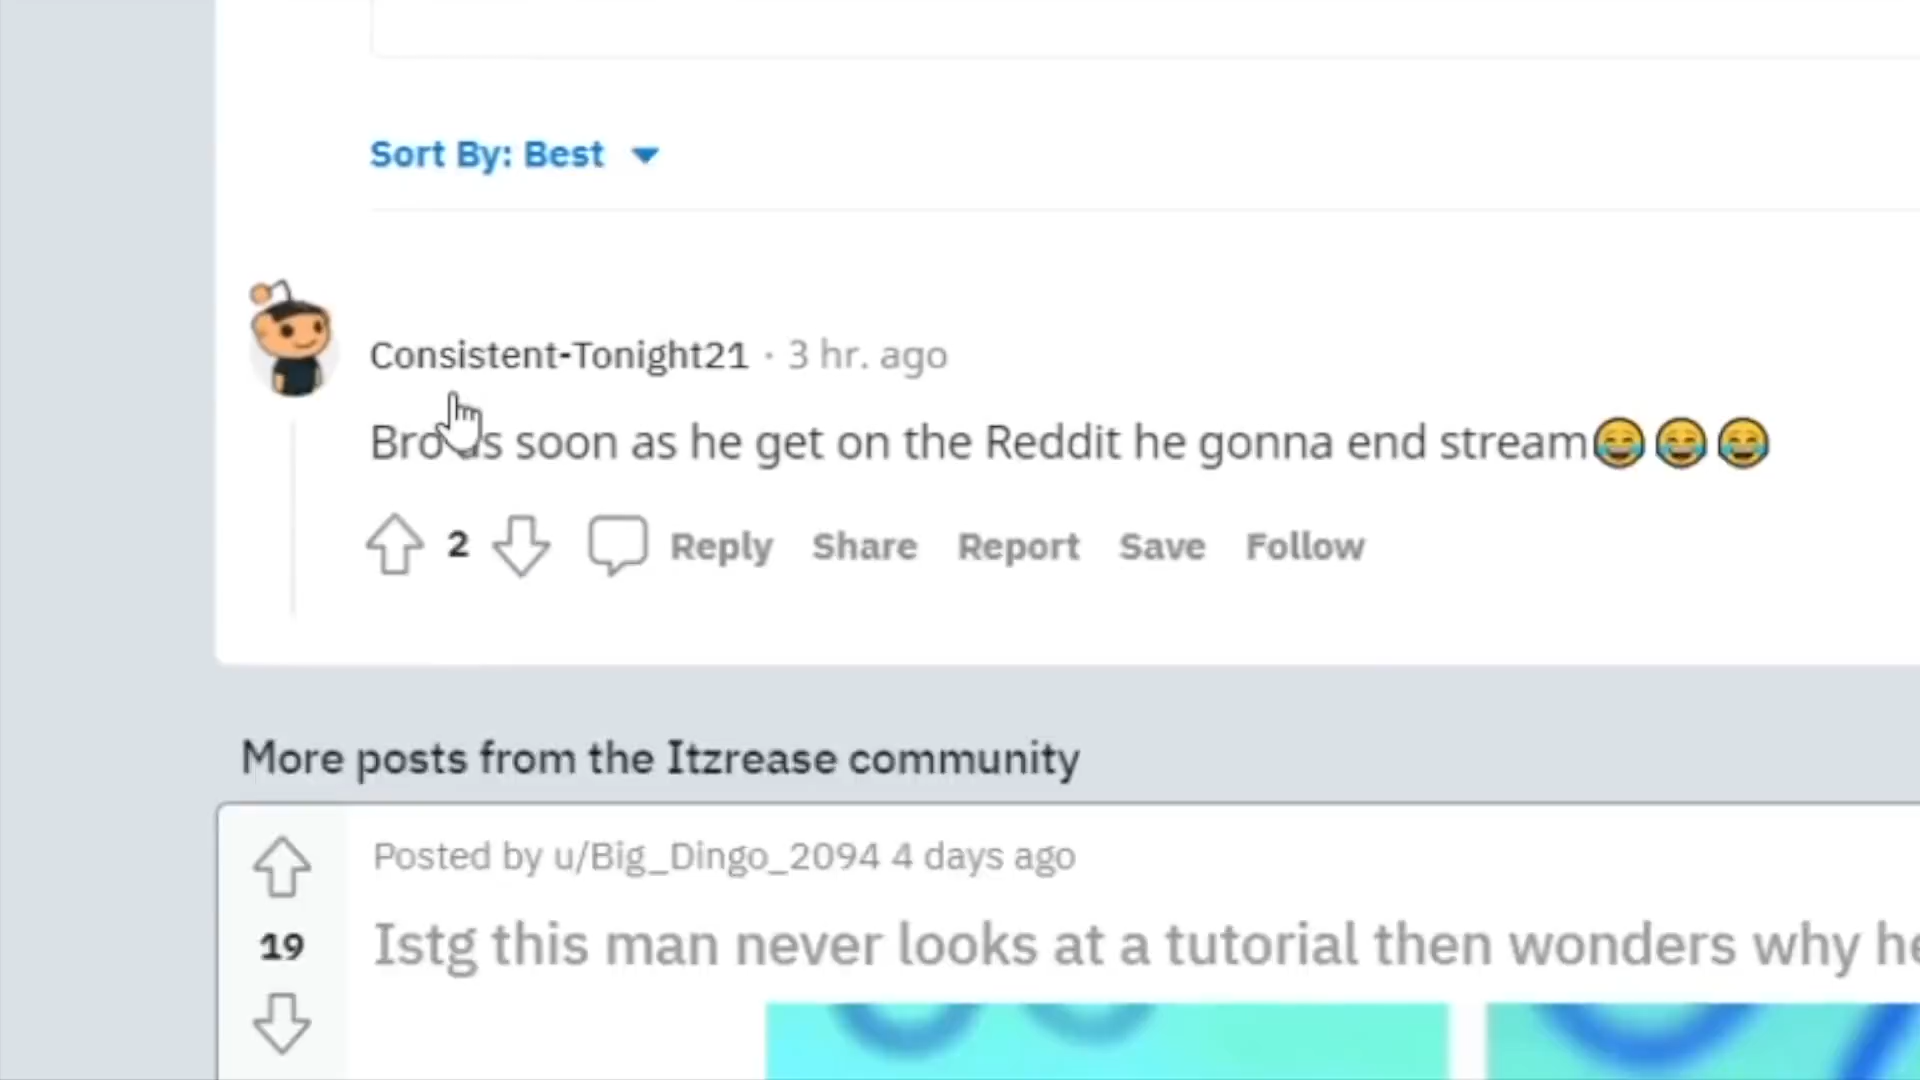 Sort By: Best
Consistent-Tonight21 · 3 hr. ago
Bro as soon as he get on the Reddit he gonna end stream😂😂😂
2 Reply Share Report Save Follow
More posts from the Itzrease community
Posted by u/Big_Dingo_2094 4 days ago
Istg this man never looks at a tutorial then wonders why he
19